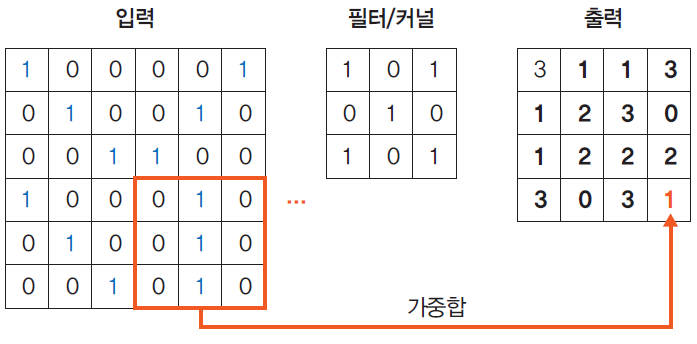 입력 필터/커널 출력
1 0 0 0 0 1 1 0 1 3 1 1 3
0 1 0 0 1 0 0 1 0 1 2 3 0
0 0 1 1 0 0 1 0 1 1 2 2 2
1 0 0 0 1 0 ... 3 0 3 1
0 1 0 0 1 0
0 0 1 0 1 0
가중합